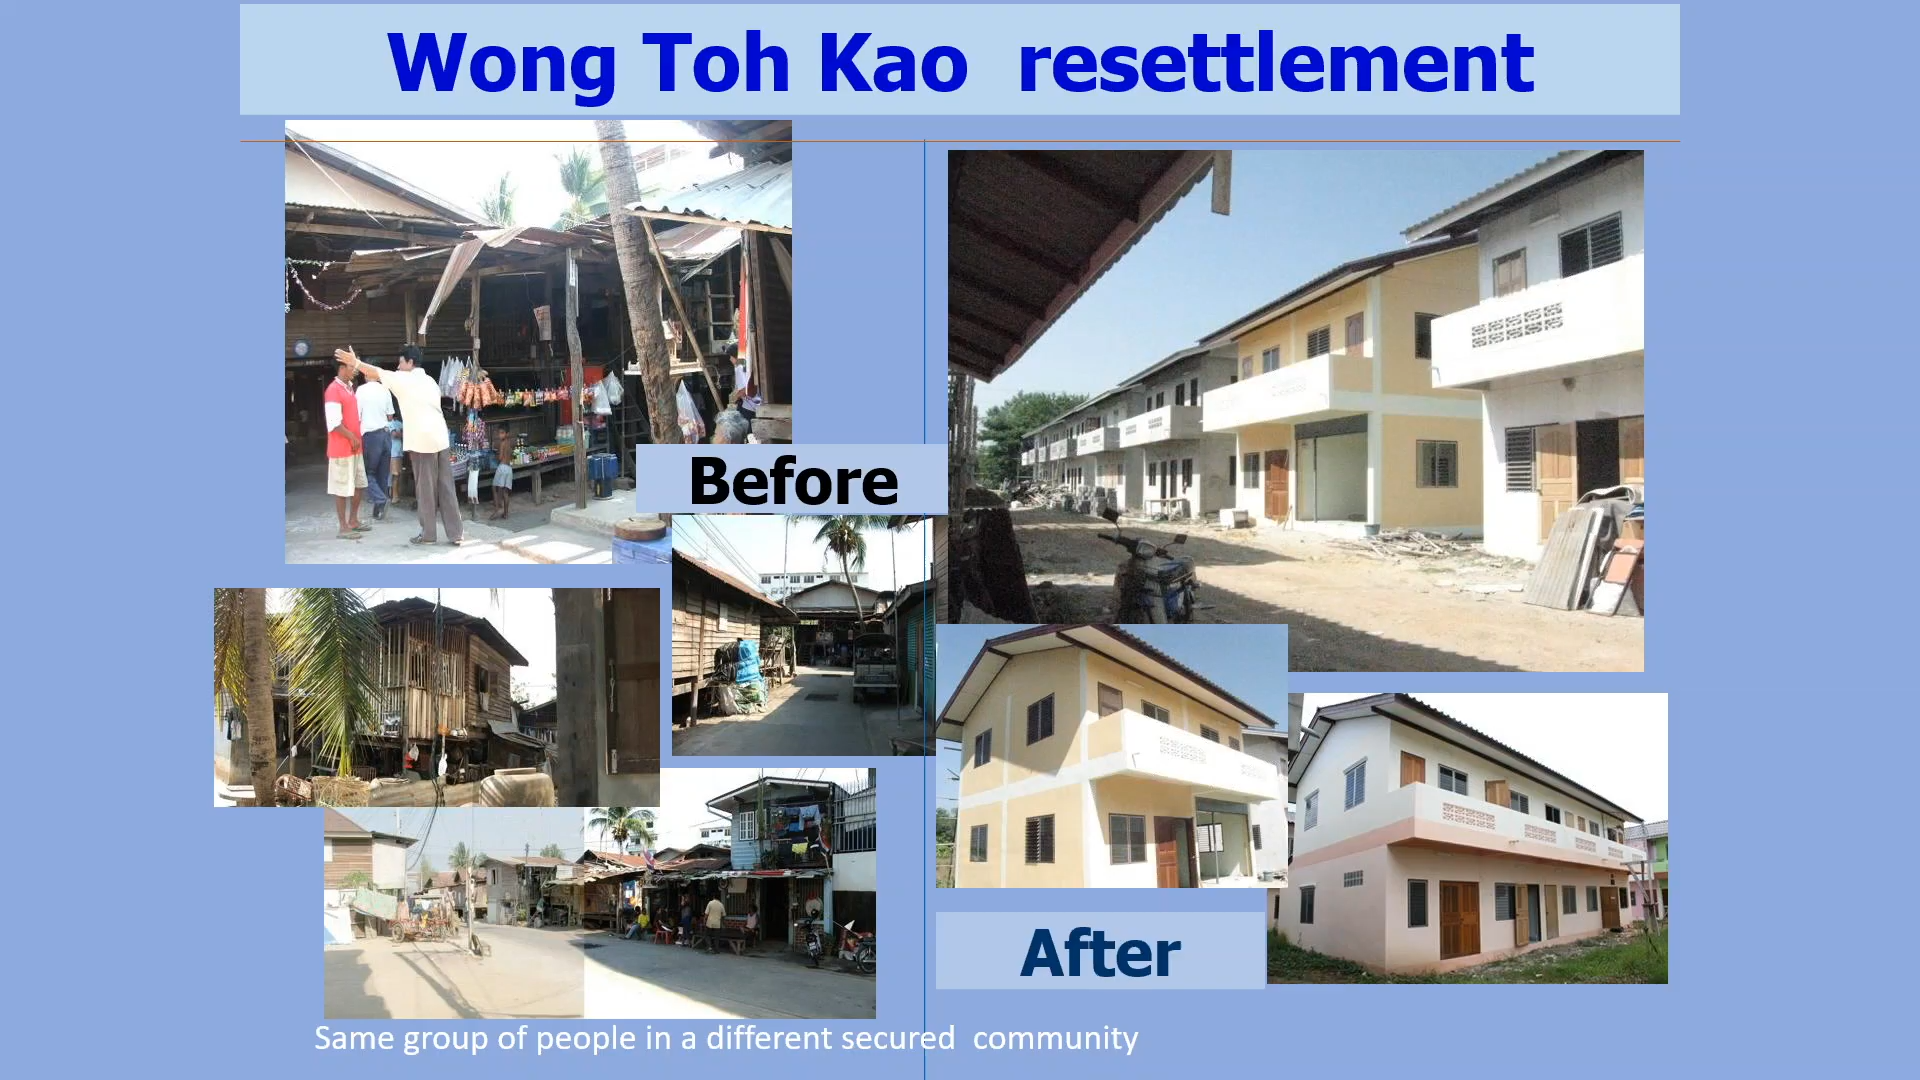 Wong Toh Kao  resettlement
Before
After
Same group of people in a different secured  community